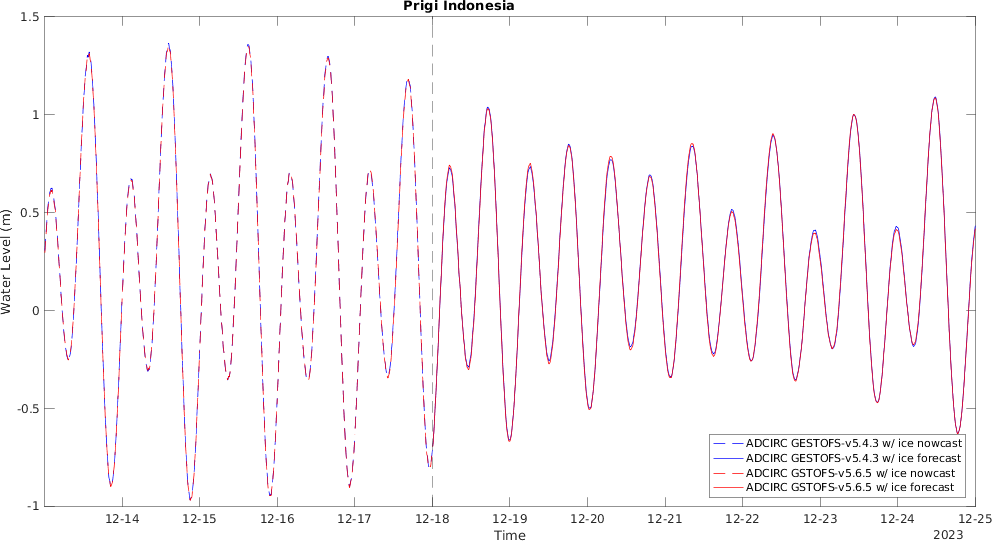 Prigi Indonesia
1.5
1
0.5
0
-0.5
-1
Water Level (m)
ADCIRC GESTOFS-v5.4.3 w/ ice nowcast
ADCIRC GESTOFS-v5.4.3 w/ ice forecast
ADCIRC GSTOFS-v5.6.5 w/ ice nowcast
ADCIRC GSTOFS-v5.6.5 w/ ice forecast
12-14 12-15 12-16 12-17 12-18 12-19 12-20 12-21 12-22 12-23 12-24 12-25
Time
2023